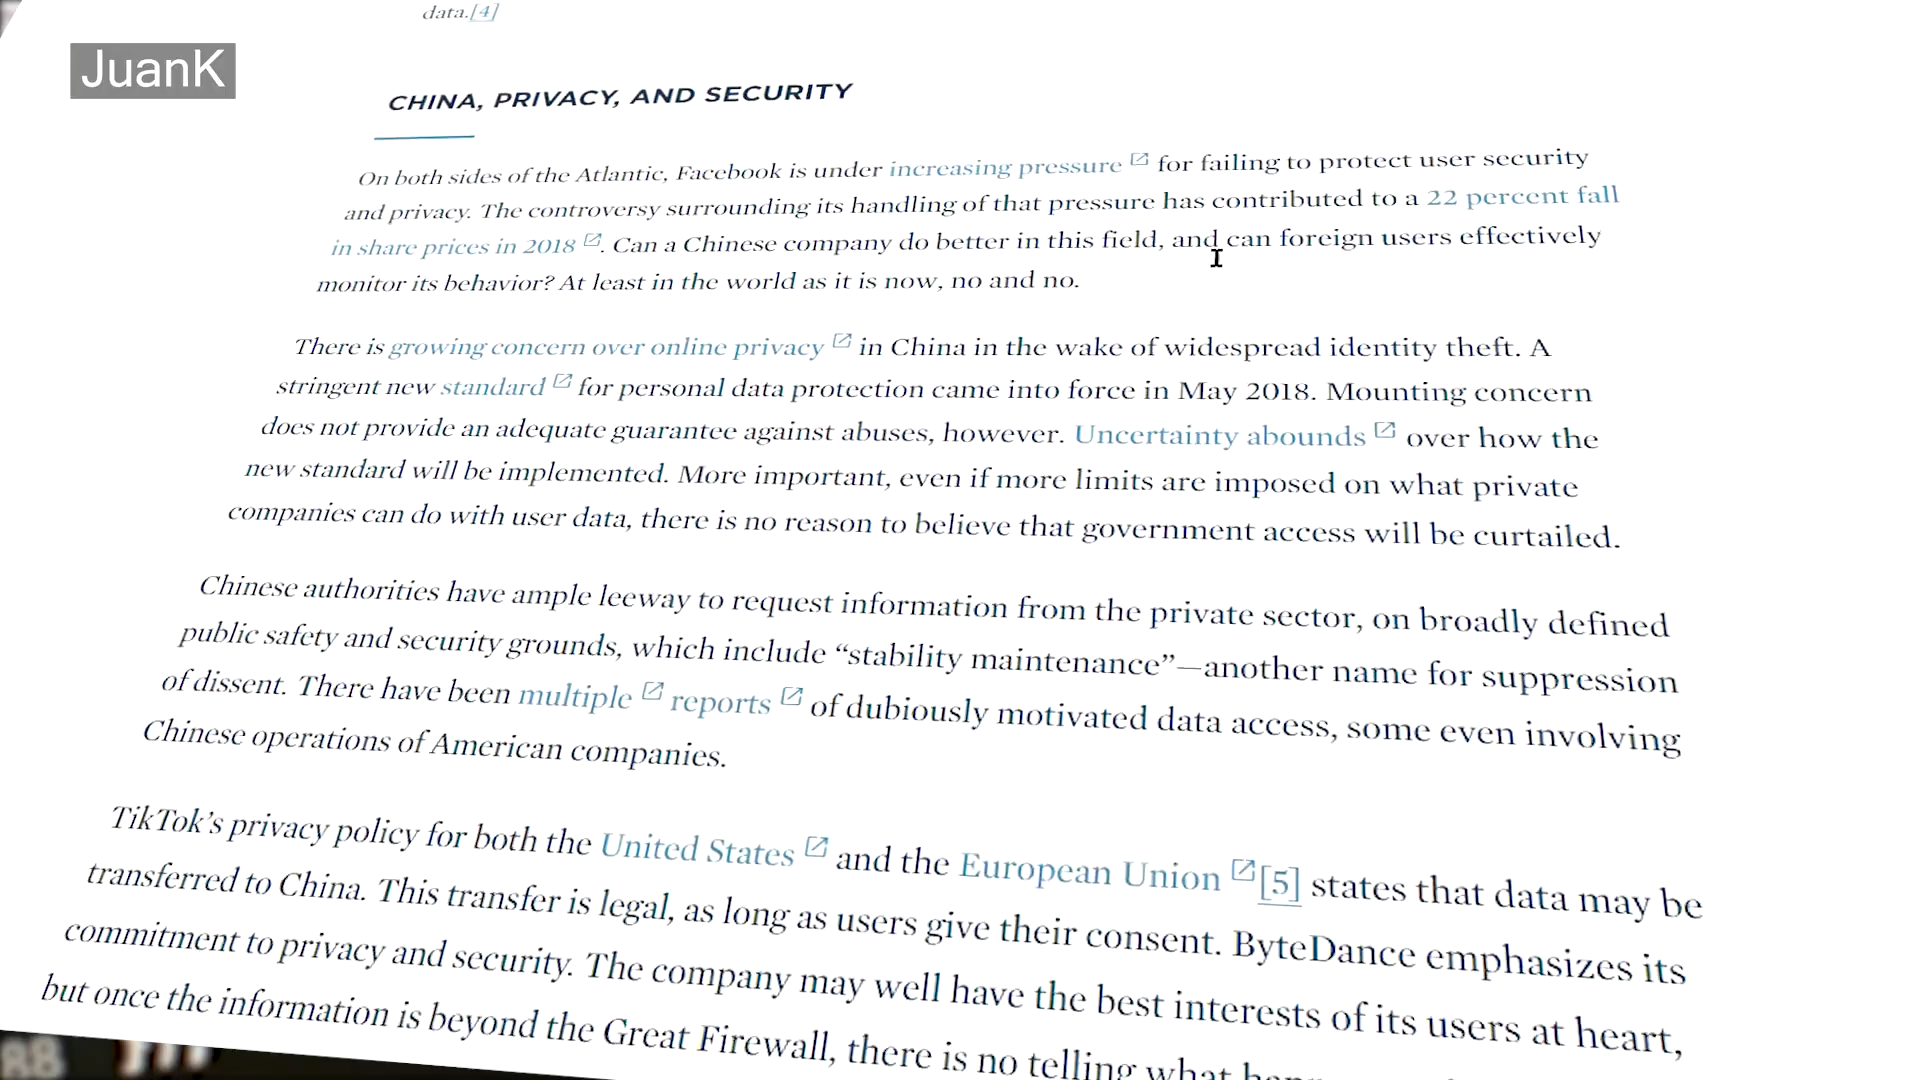 data.[4]
JuanK
CHINA, PRIVACY, AND SECURITY
On both sides of the Atlantic, Facebook is under increasing pressure for failing to protect user security
and privacy. The controversy surrounding its handling of that pressure has contributed to a 22 percent fall
in share prices in 2018. Can a Chinese company do better in this field, and can foreign users effectively
monitor its behavior? At least in the world as it is now, no and no.
There is growing concern over online privacy in China in the wake of widespread identity theft. A
stringent new standard for personal data protection came into force in May 2018. Mounting concern
does not provide an adequate guarantee against abuses, however. Uncertainty abounds over how the
new standard will be implemented. More important, even if more limits are imposed on what private
companies can do with user data, there is no reason to believe that government access will be curtailed.
Chinese authorities have ample leeway to request information from the private sector, on broadly defined
public safety and security grounds, which include “stability maintenance”—another name for suppression
of dissent. There have been multiple reports of dubiously motivated data access, some even involving
Chinese operations of American companies.
TikTok’s privacy policy for both the United States and the European Union [5] states that data may be
transferred to China. This transfer is legal, as long as users give their consent. ByteDance emphasizes its
commitment to privacy and security. The company may well have the best interests of its users at heart,
but once the information is beyond the Great Firewall, there is no telling what
88